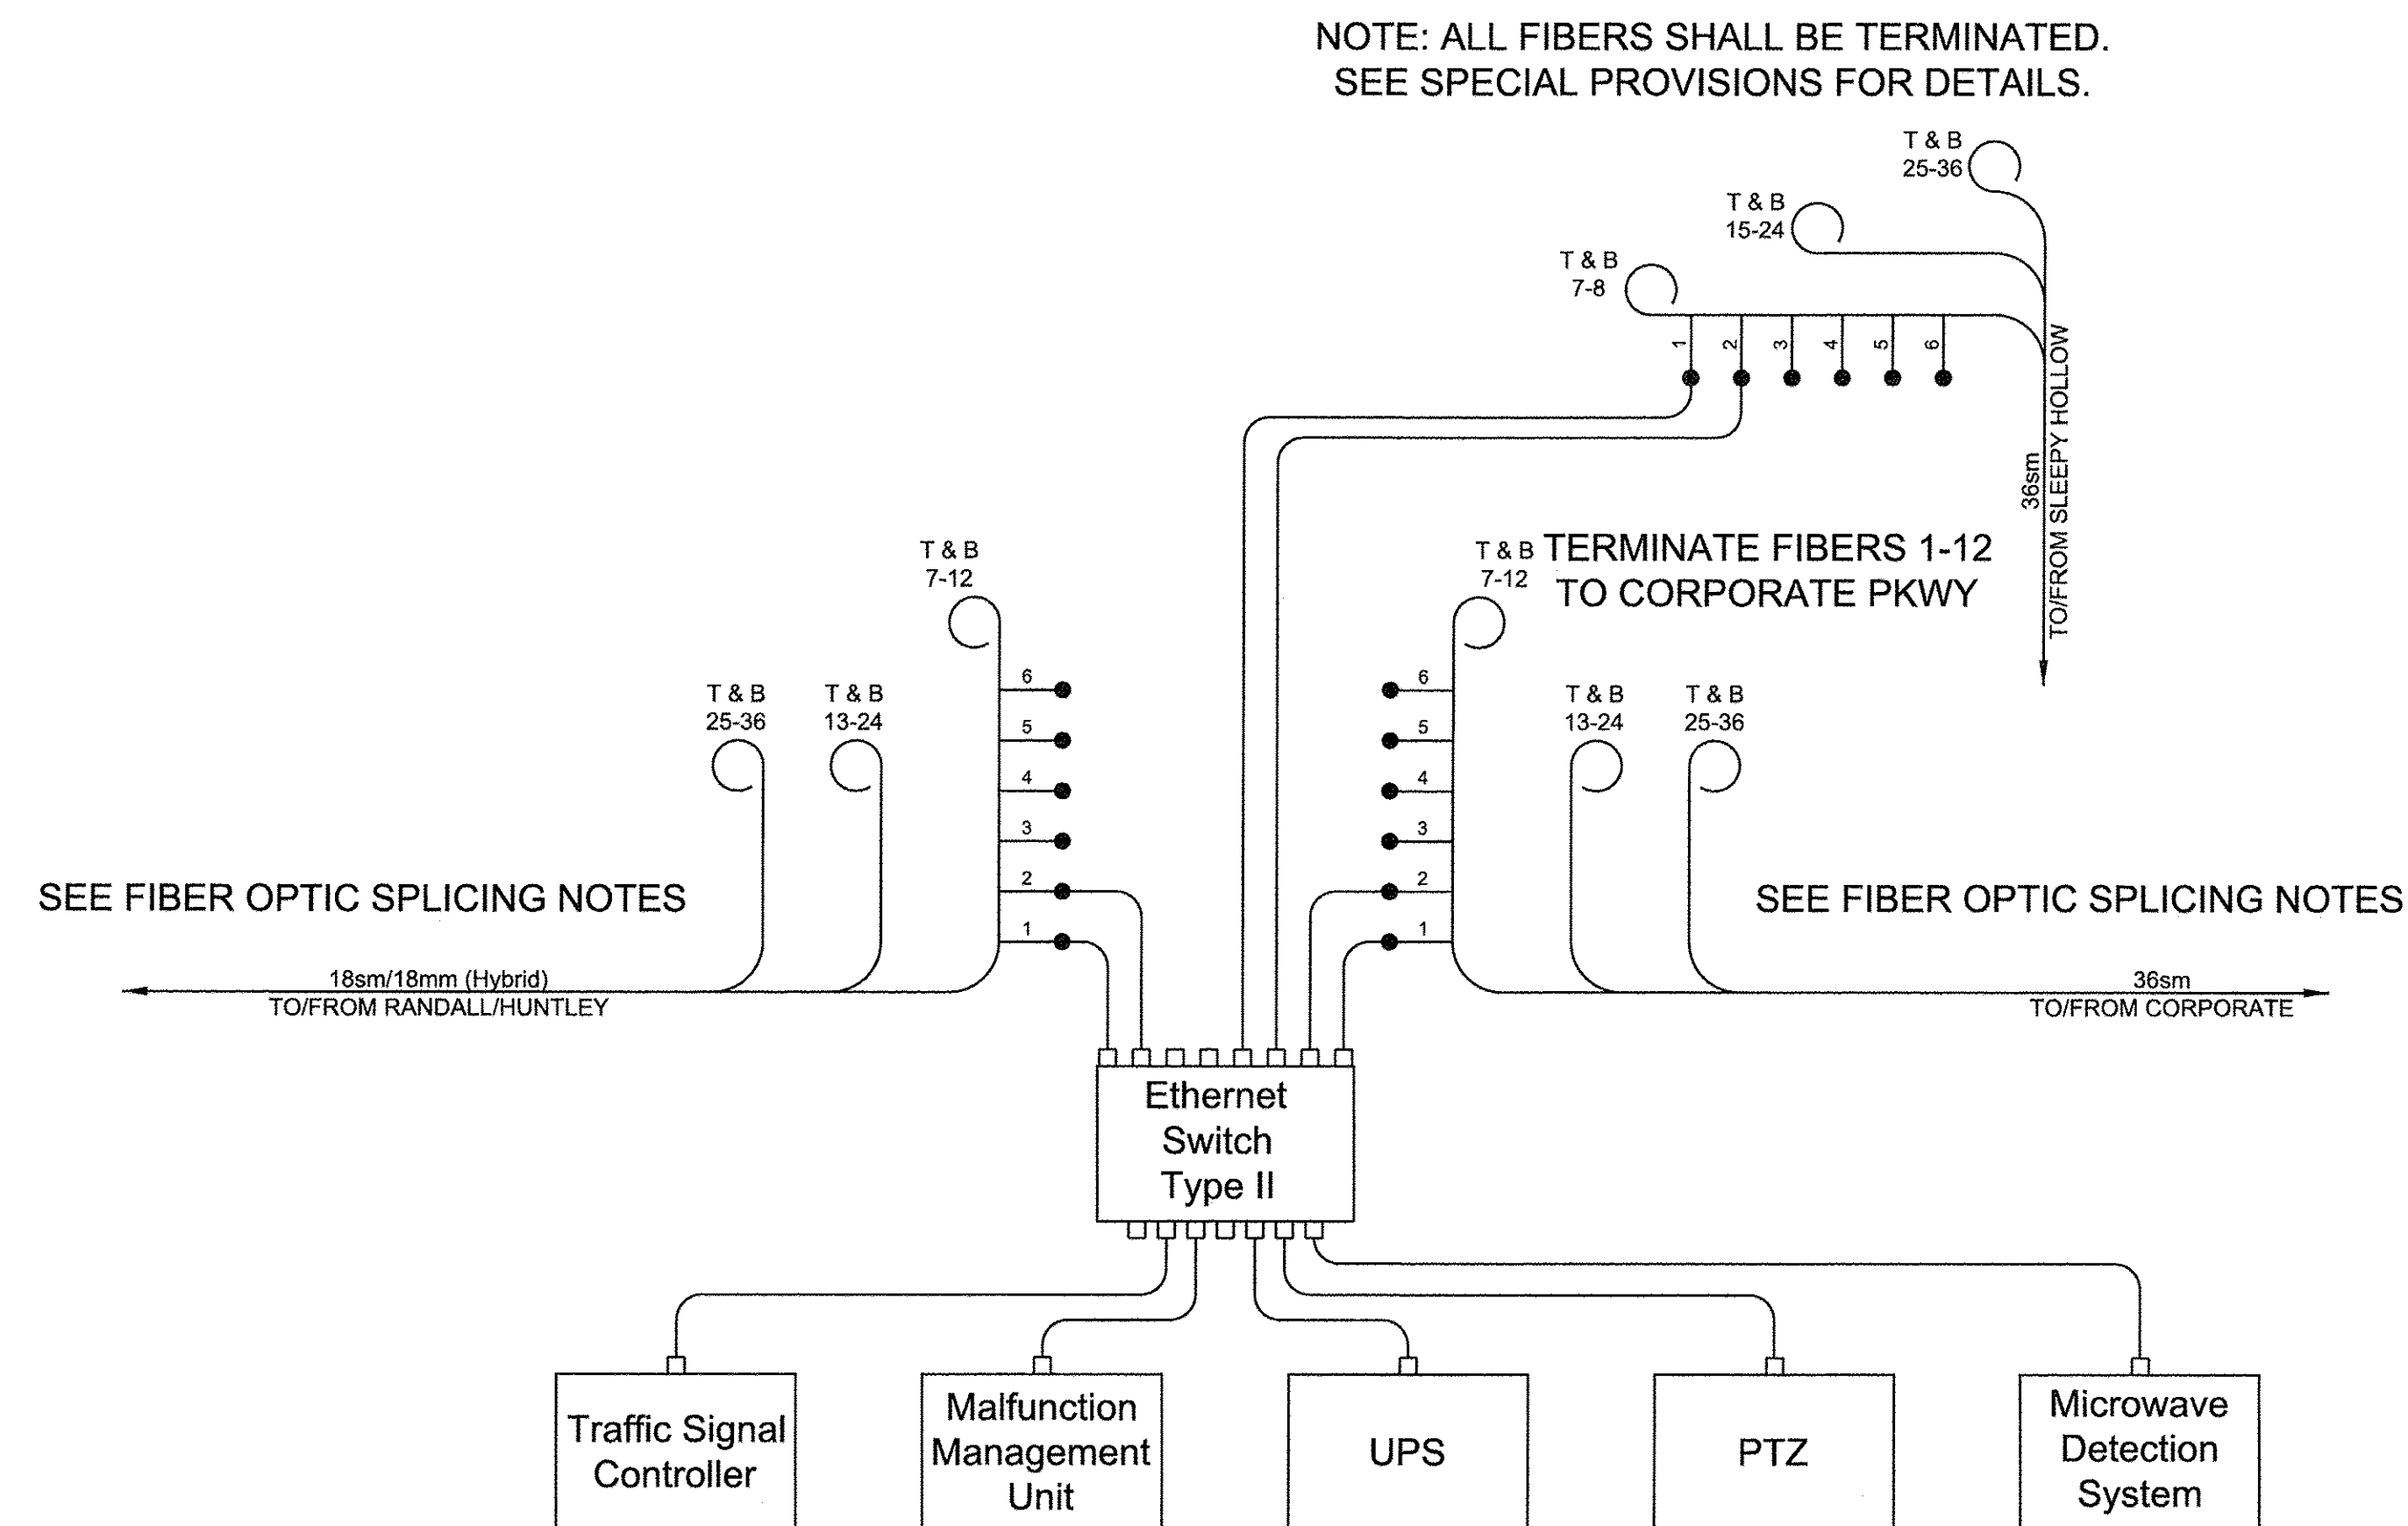 NOTE: ALL FIBERS SHALL BE TERMINATED.
SEE SPECIAL PROVISIONS FOR DETAILS.
T & B
25-36
T & B
15-24
T & B
7-8
1
2
3
4
5
6
36sm
TO/FROM SLEEPY HOLLOW
TERMINATE FIBERS 1-12
TO CORPORATE PKWY
T & B
7-12
T & B
7-12
T & B
25-36
T & B
13-24
6
5
4
3
2
1
6
5
4
3
2
1
T & B
13-24
T & B
25-36
SEE FIBER OPTIC SPLICING NOTES
SEE FIBER OPTIC SPLICING NOTES
18sm/18mm (Hybrid)
TO/FROM RANDALL/HUNTLEY
36sm
TO/FROM CORPORATE
Ethernet
Switch
Type II
Traffic Signal
Controller
Malfunction
Management
Unit
UPS
PTZ
Microwave
Detection
System